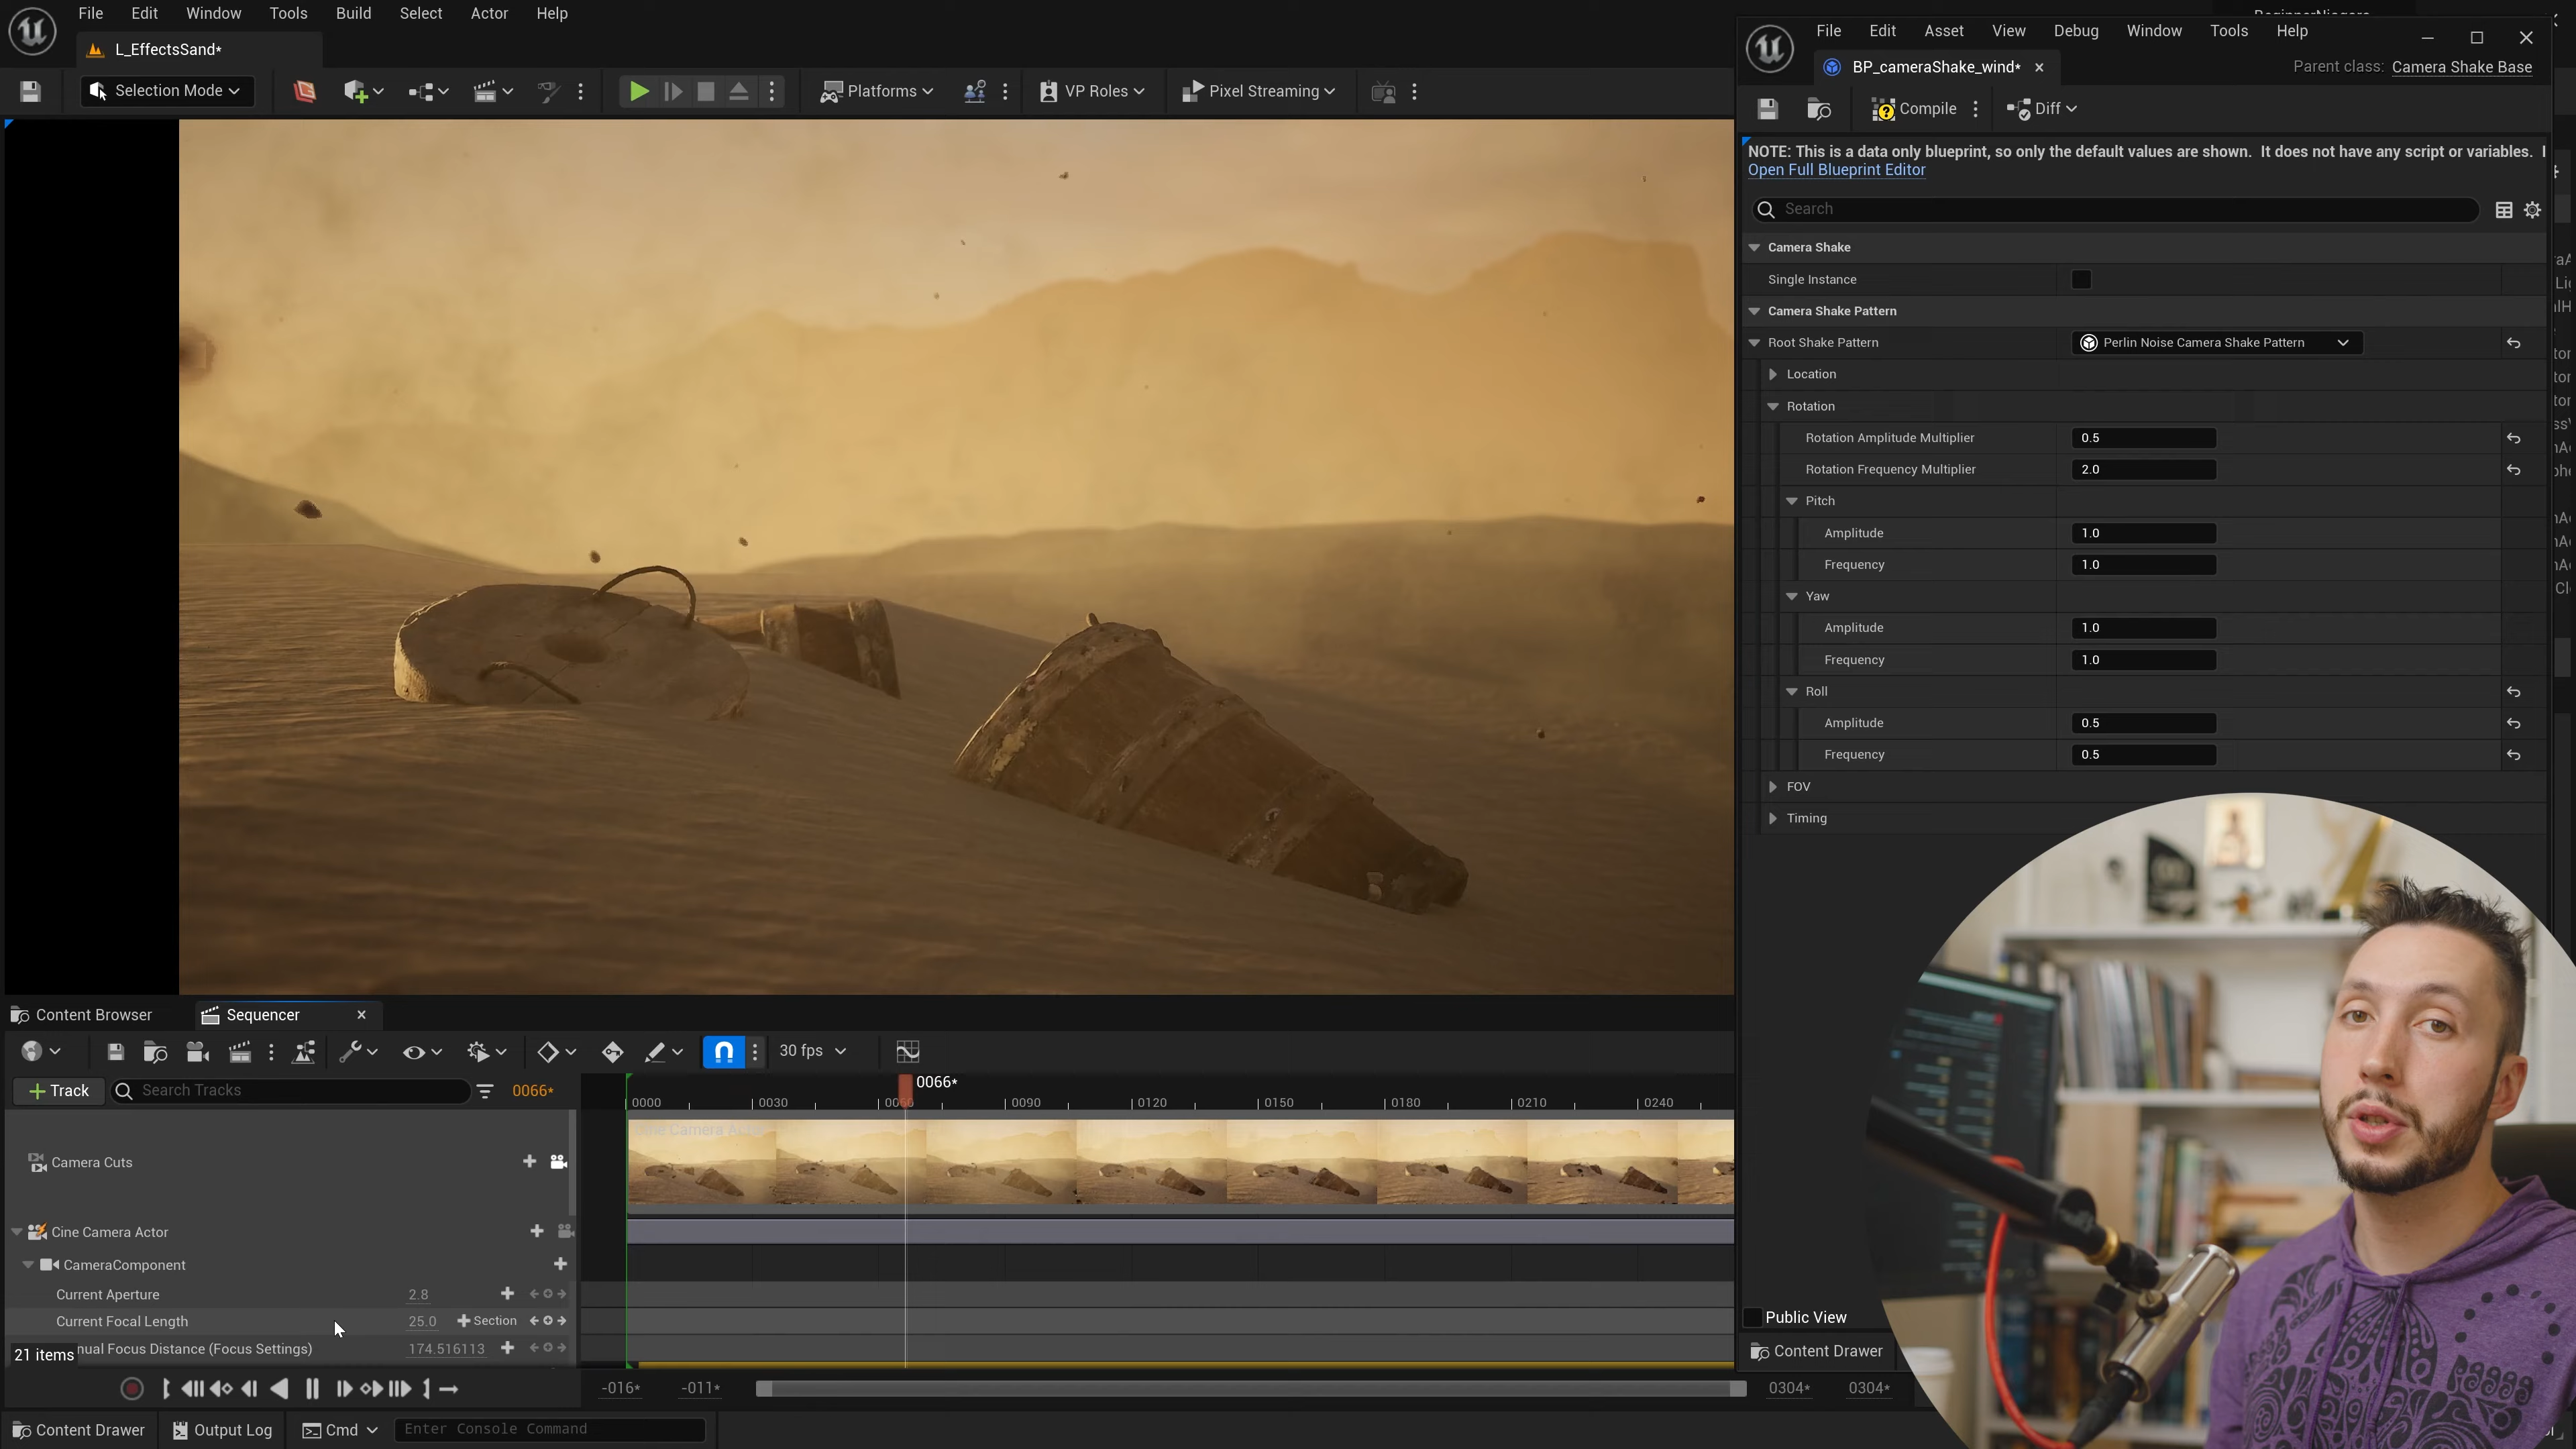 File Edit Window Tools Build Select Actor Help
L_EffectsSand*
Selection Mode
Platforms
VP Roles
Pixel Streaming
File Edit Asset View Debug Window Tools Help
BP_cameraShake_wind*
Parent class: Camera Shake Base
Compile
Diff
NOTE: This is a data only blueprint, so only the default values are shown. It does not have any script or variables.
Open Full Blueprint Editor
Search
Camera Shake
Single Instance
Camera Shake Pattern
Root Shake Pattern Perlin Noise Camera Shake Pattern
Location
Rotation
Rotation Amplitude Multiplier 0.5
Rotation Frequency Multiplier 2.0
Pitch
Amplitude 1.0
Frequency 1.0
Yaw
Amplitude 1.0
Frequency 1.0
Roll
Amplitude 0.5
Frequency 0.5
FOV
Timing
Public View
Content Drawer
Content Browser Sequencer
30 fps
Track Search Tracks 0066*
0066*
0000 0030 0060 0090 0120 0150 0180 0210 0240
Camera Cuts
Cine Camera Actor
CameraComponent
Current Aperture 2.8
Current Focal Length 25.0 Section
nual Focus Distance (Focus Settings) 174.516113
21 items
-016* -011* 0304* 0304*
Content Drawer Output Log Cmd Enter Console Command